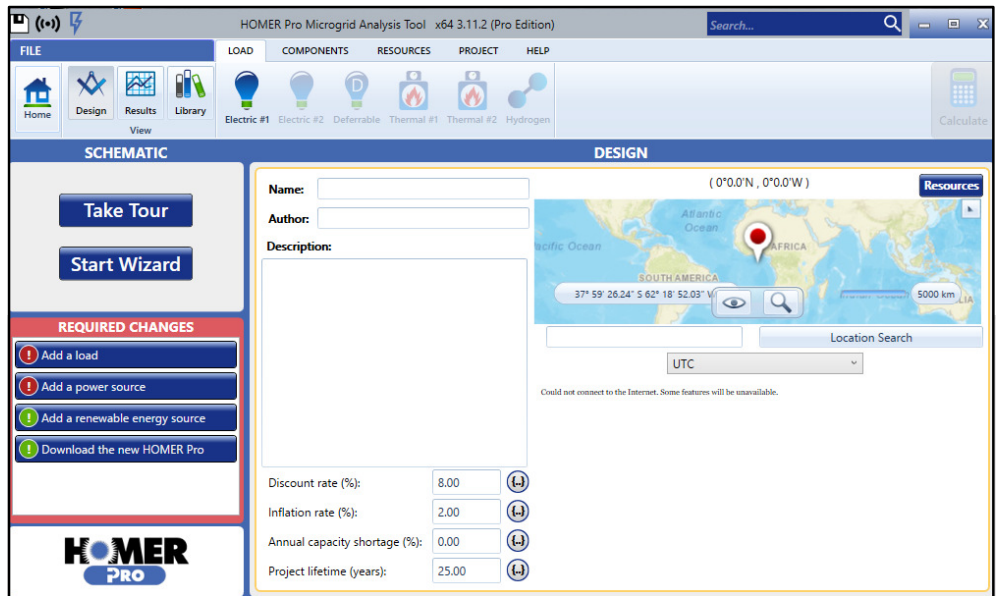 HOMER Pro Microgrid Analysis Tool x64 3.11.2 (Pro Edition)
Search...
FILE
LOAD COMPONENTS RESOURCES PROJECT HELP
Home
Design Results Library
View
Electric #1 Electric #2 Deferrable Thermal #1 Thermal #2 Hydrogen
Calculate
SCHEMATIC
Take Tour
Start Wizard
REQUIRED CHANGES
Add a load
Add a power source
Add a renewable energy source
Download the new HOMER Pro
HOMER
PRO
DESIGN
Name:
Author:
Description:
Discount rate (%): 8.00 {..}
Inflation rate (%): 2.00 {..}
Annual capacity shortage (%): 0.00 {..}
Project lifetime (years): 25.00 {..}
( 0°0.0'N , 0°0.0'W )
Resources
Atlantic
Ocean
acific Ocean
AFRICA
SOUTH AMERICA
37° 59' 26.24" S 62° 18' 52.03"
5000 km
LIA
Location Search
UTC
Could not connect to the Internet. Some features will be unavailable.